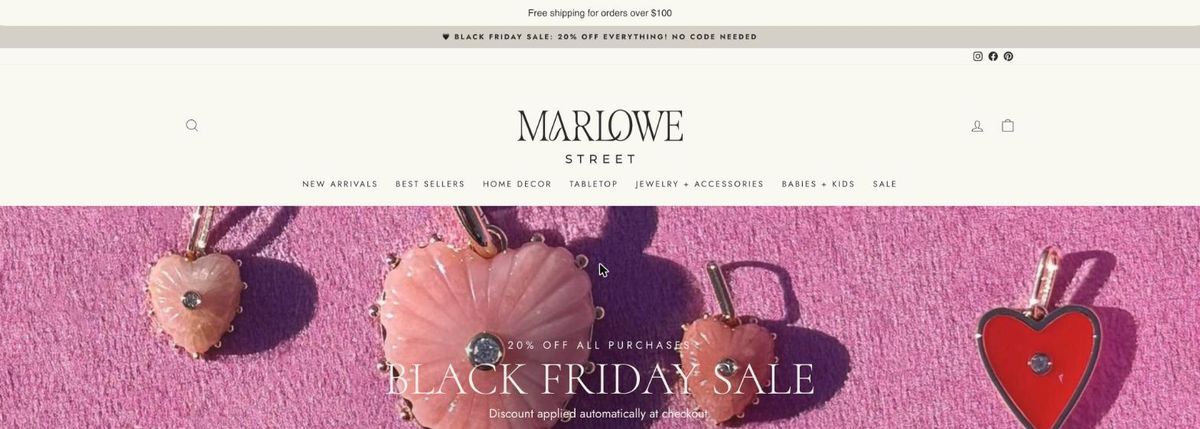 Free shipping for orders over $100
BLACK FRIDAY SALE: 20% OFF EVERYTHING! NO CODE NEEDED
MARLOWE
STREET
NEW ARRIVALS BEST SELLERS HOME DECOR TABLETOP JEWELRY + ACCESSORIES BABIES + KIDS SALE
20% OFF ALL PURCHASES
BLACK FRIDAY SALE
Discount applied automatically at checkout.